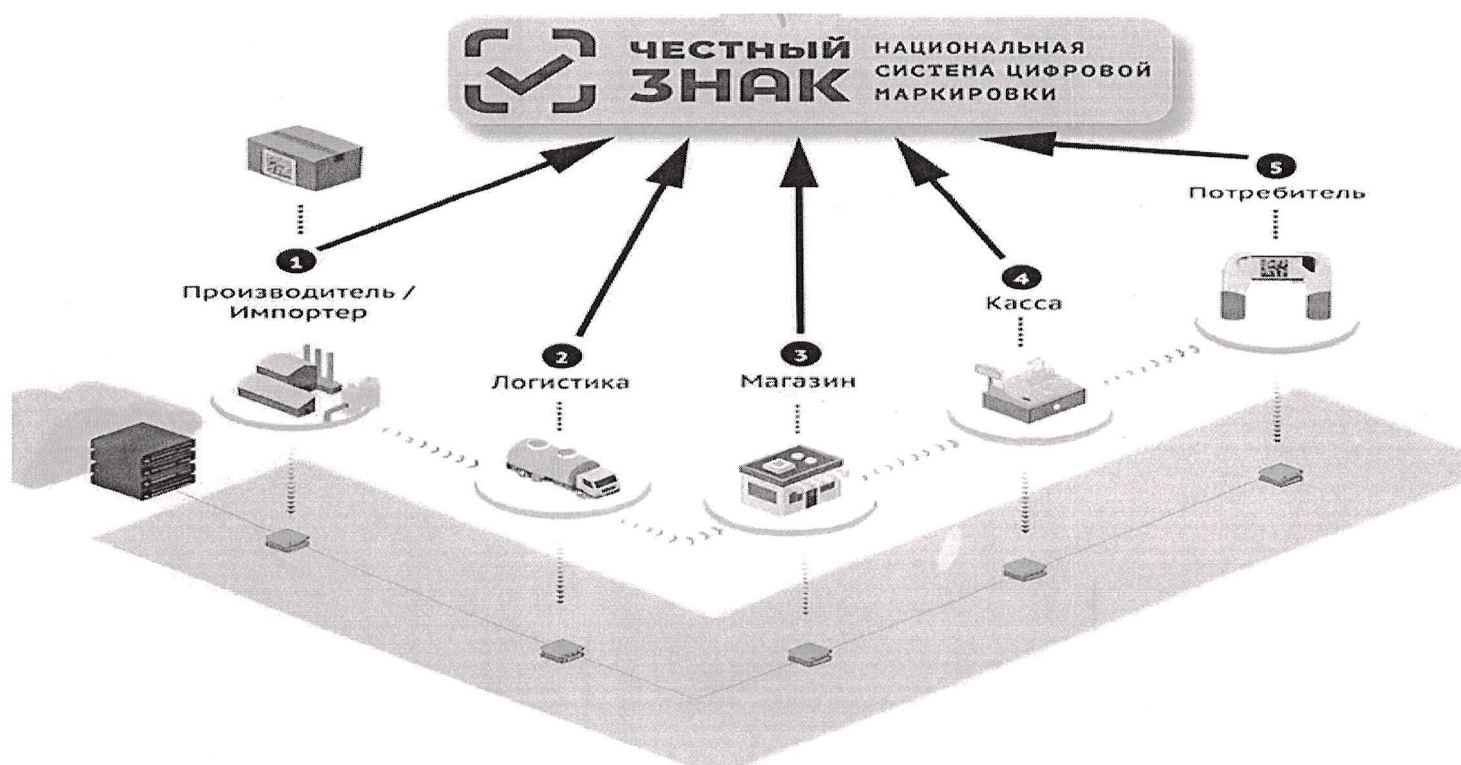 ЧЕСТНЫЙ
ЗНАК
НАЦИОНАЛЬНАЯ
СИСТЕМА ЦИФРОВОЙ
МАРКИРОВКИ
1
Производитель /
Импортер
2
Логистика
3
Магазин
4
Касса
5
Потребитель